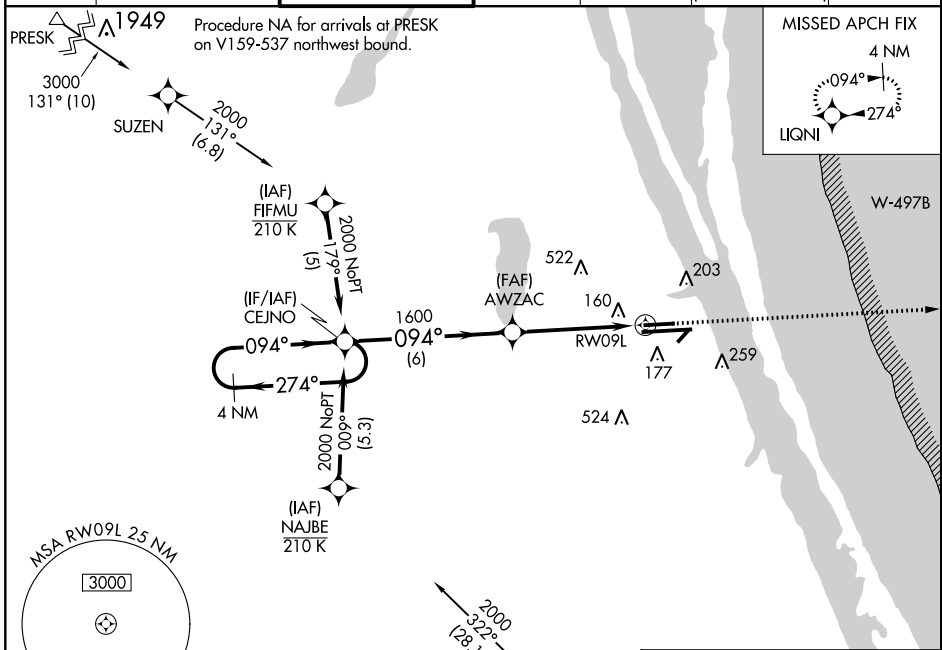 1949
PRESK
Procedure NA for arrivals at PRESK
on V159-537 northwest bound.
3000
131° (10)
SUZEN
2000
131°
(6.8)
MISSED APCH FIX
4 NM
094°
274°
LIQNI
W-497B
(IAF)
FIFMU
210 K
2000 NoPT
179°
(5)
(IF/IAF)
CEJNO
094°
274°
4 NM
1600
094°
(6)
(FAF)
AWZAC
522
203
160
RW09L
177
259
524
2000 NoPT
009°
(5.3)
(IAF)
NAJBE
210 K
MSA RW09L 25 NM
3000
2000
322°